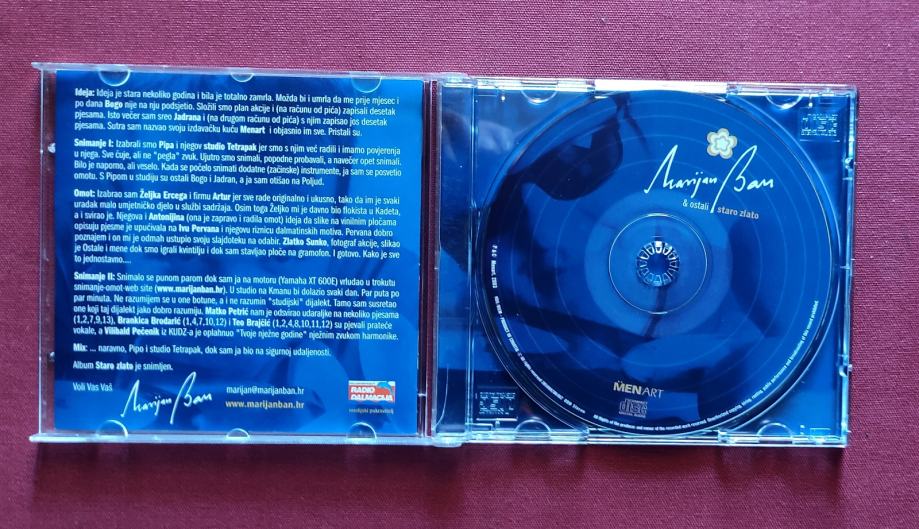 Ideja: Ideja je stara nekoliko godina i bila je totalno zamrla. Možda bi i umrla da me prije mjesec i
po dana Bogo nije na nju podsjetio. Složili smo plan akcije i (na računu od pića) zapisali desetak
pjesama. Isto večer sam sreo Jadrana i (na drugom računu od pića) s njim zapisao jos desetak
pjesama. Sutra sam nazvao svoju izdavačku kuću Menart i objasnio im sve. Pristali su.
Snimanje I: Izabrali smo Pipa i njegov studio Tetrapak jer smo s njim već radili i imamo povjerenja
u njega. Sve čuje, ali ne "pegla" zvuk. Ujutro smo snimali, popodne probavali, a navečer opet snimali.
Bilo je naporno, ali veselo. Kada se počelo snimati dodatne (začinske) instrumente, ja sam se posvetio
omotu. S Pipom u studiju su ostali Bogo i Jadran, a ja sam otišao na Poljud.
Omot: Izabrao sam Željka Ercega i firmu Artur jer sve rade originalno i ukusno, tako da im je svaki
uradak malo umjetničko djelo u službi sadržaja. Osim toga Željko mi je davno bio flokista u Kadeta,
a i svirao je. Njegova i Antonijina (ona je zapravo i radila omot) ideja da slike na vinilnim pločama
opisuju pjesme je upućivala na Ivu Pervana i njegovu riznicu dalmatinskih motiva. Pervana dobro
poznajem i on mi je odmah ustupio svoju slajdoteku na odabir. Zlatko Sunko, fotograf akcije, slikao
je Ostale i mene dok smo igrali kvintilju i dok sam stavljao ploče na gramofon. I gotovo. Kako je sve
to jednostavno....
Snimanje II: Snimalo se punom parom dok sam ja na motoru (Yamaha XT 600E) vrludao u trokutu
snimanje-omot-web site (www.marijanban.hr). U studio na Kmanu bi dolazio svaki dan. Par puta po
par minuta. Ne razumijem se u one botune, a i ne razumin "studijski" dijalekt. Tamo sam susretao
one koji taj dijalekt jako dobro razumu. Matko Petrić nam je odsvirao udaraljke na nekoliko pjesama
(1,2,7,9,13), Brankica Brodarić (1,4,7,10,12) i Teo Brajčić (1,2,4,8,10,11,12) su pjevali prateće
vokale, a Vilibald Pečenik iz KUDZ-a je oplahnuo "Tvoje nježne godine" nježnim zvukom harmonike.
Mix: ... naravno, Pipo i studio Tetrapak, dok sam ja bio na sigurnoj udaljenosti.
Album Staro zlato je snimljen.
Voli Vas Vaš
Marijan Ban
marijan@marijanban.hr
www.marijanban.hr
RADIO
DALMACIJA
medijski pokrovitelj
Marijan Ban
& ostali staro zlato
MENART
COMPACT
disc
DIGITAL AUDIO